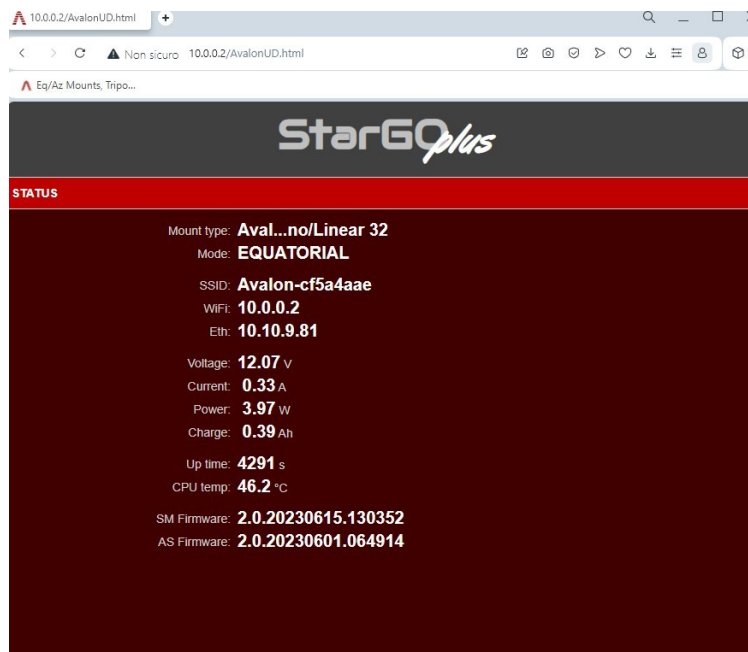 10.0.0.2/AvalonUD.html
Non sicuro 10.0.0.2/AvalonUD.html
Eq/Az Mounts, Tripo...
StarGO plus
STATUS
Mount type: Aval...no/Linear 32
Mode: EQUATORIAL
SSID: Avalon-cf5a4aae
WiFi: 10.0.0.2
Eth: 10.10.9.81
Voltage: 12.07 V
Current: 0.33 A
Power: 3.97 W
Charge: 0.39 Ah
Up time: 4291 s
CPU temp: 46.2 °C
SM Firmware: 2.0.20230615.130352
AS Firmware: 2.0.20230601.064914